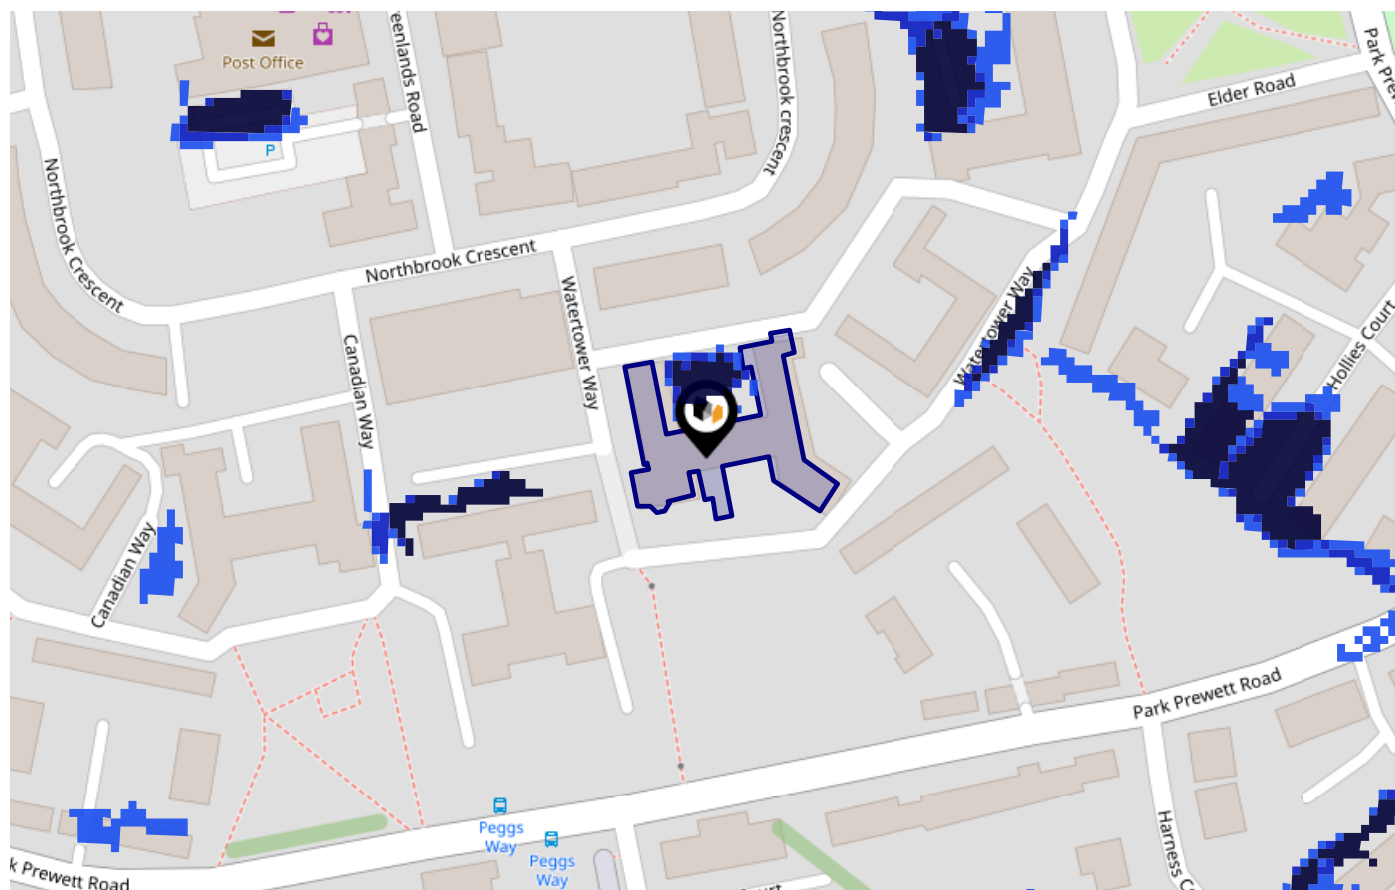 Post Office
P
eenlands Road
Northbrook crescent
Park Prew
Elder Road
Northbrook Crescent
Northbrook Crescent
Watertower Way
Watertower Way
Canadian Way
Hollies Court
Canadian Way
Park Prewett Road
Peggs
Way
Peggs
Way
Harness C
k Prewett Road